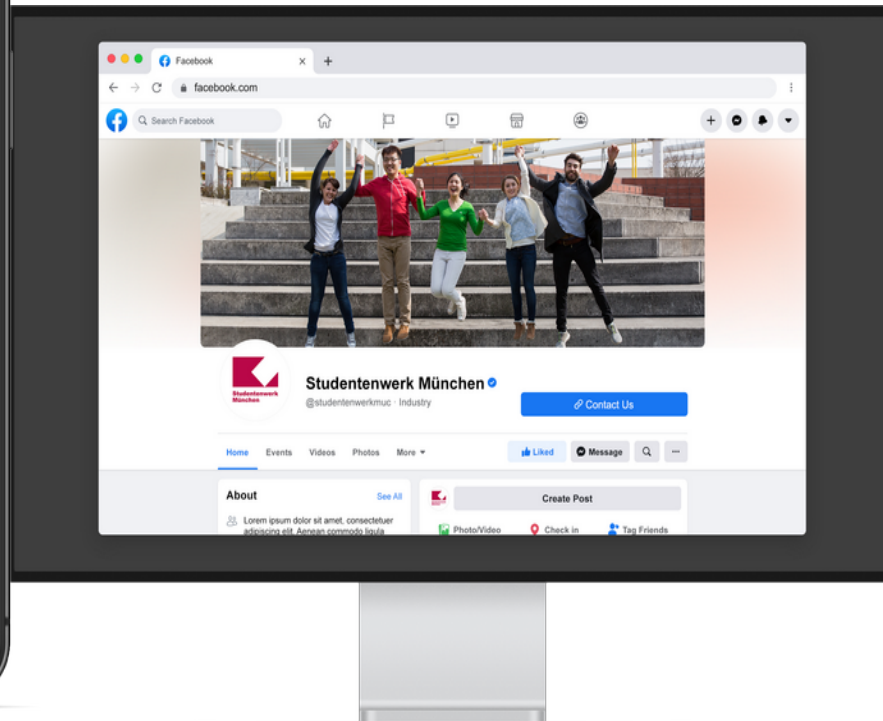 Facebook
facebook.com
Search Facebook
Studentenwerk
München
Studentenwerk München
@studentenwerkmuc · Industry
Contact Us
Home Events Videos Photos More
Liked Message
About See All
Lorem ipsum dolor sit amet, consectetuer
adipiscing elit. Aenean commodo ligula
Create Post
Photo/Video Check in Tag Friends